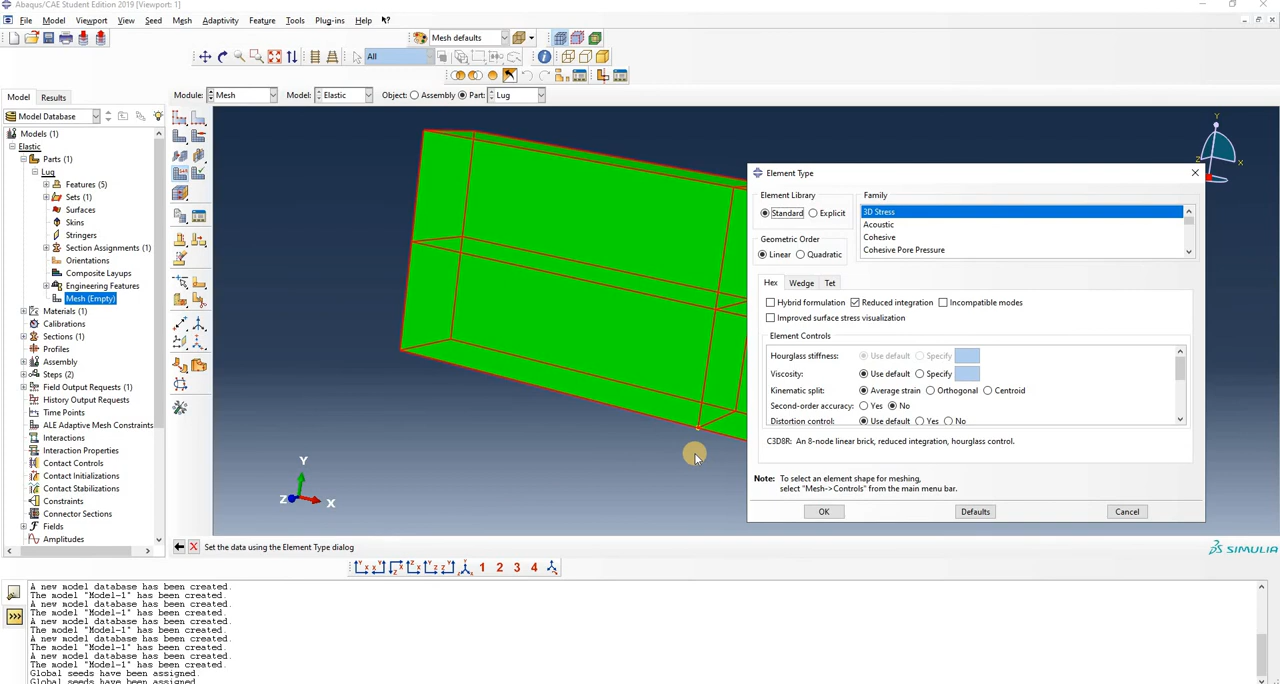 Abaqus/CAE Student Edition 2019 [Viewport: 1]
File Model Viewport View Seed Mesh Adaptivity Feature Tools Plug-ins Help
Mesh defaults
All
Model Results Module: Mesh Model: Elastic Object: Assembly Part: Lug
Model Database
Models (1)
Elastic
Parts (1)
Lug
Features (5)
Sets (1)
Surfaces
Skins
Stringers
Section Assignments (1)
Orientations
Composite Layups
Engineering Features
Mesh (Empty)
Materials (1)
Calibrations
Sections (1)
Profiles
Assembly
Steps (2)
Field Output Requests (1)
History Output Requests
Time Points
ALE Adaptive Mesh Constraints
Interactions
Interaction Properties
Contact Controls
Contact Initializations
Contact Stabilizations
Constraints
Connector Sections
Fields
Amplitudes
Y
Z X
Y
Z X
Element Type
Element Library
Standard Explicit
Geometric Order
Linear Quadratic
Family
3D Stress
Acoustic
Cohesive
Cohesive Pore Pressure
Hex Wedge Tet
Hybrid formulation Reduced integration Incompatible modes
Improved surface stress visualization
Element Controls
Hourglass stiffness: Use default Specify
Viscosity: Use default Specify
Kinematic split: Average strain Orthogonal Centroid
Second-order accuracy: Yes No
Distortion control: Use default Yes No
C3D8R: An 8-node linear brick, reduced integration, hourglass control.
Note: To select an element shape for meshing,
select "Mesh->Controls" from the main menu bar.
OK Defaults Cancel
Set the data using the Element Type dialog
SIMULIA
1 2 3 4
A new model database has been created.
The model "Model-1" has been created.
A new model database has been created.
The model "Model-1" has been created.
A new model database has been created.
The model "Model-1" has been created.
A new model database has been created.
The model "Model-1" has been created.
A new model database has been created.
The model "Model-1" has been created.
Global seeds have been assigned.
Global seeds have been assigned.